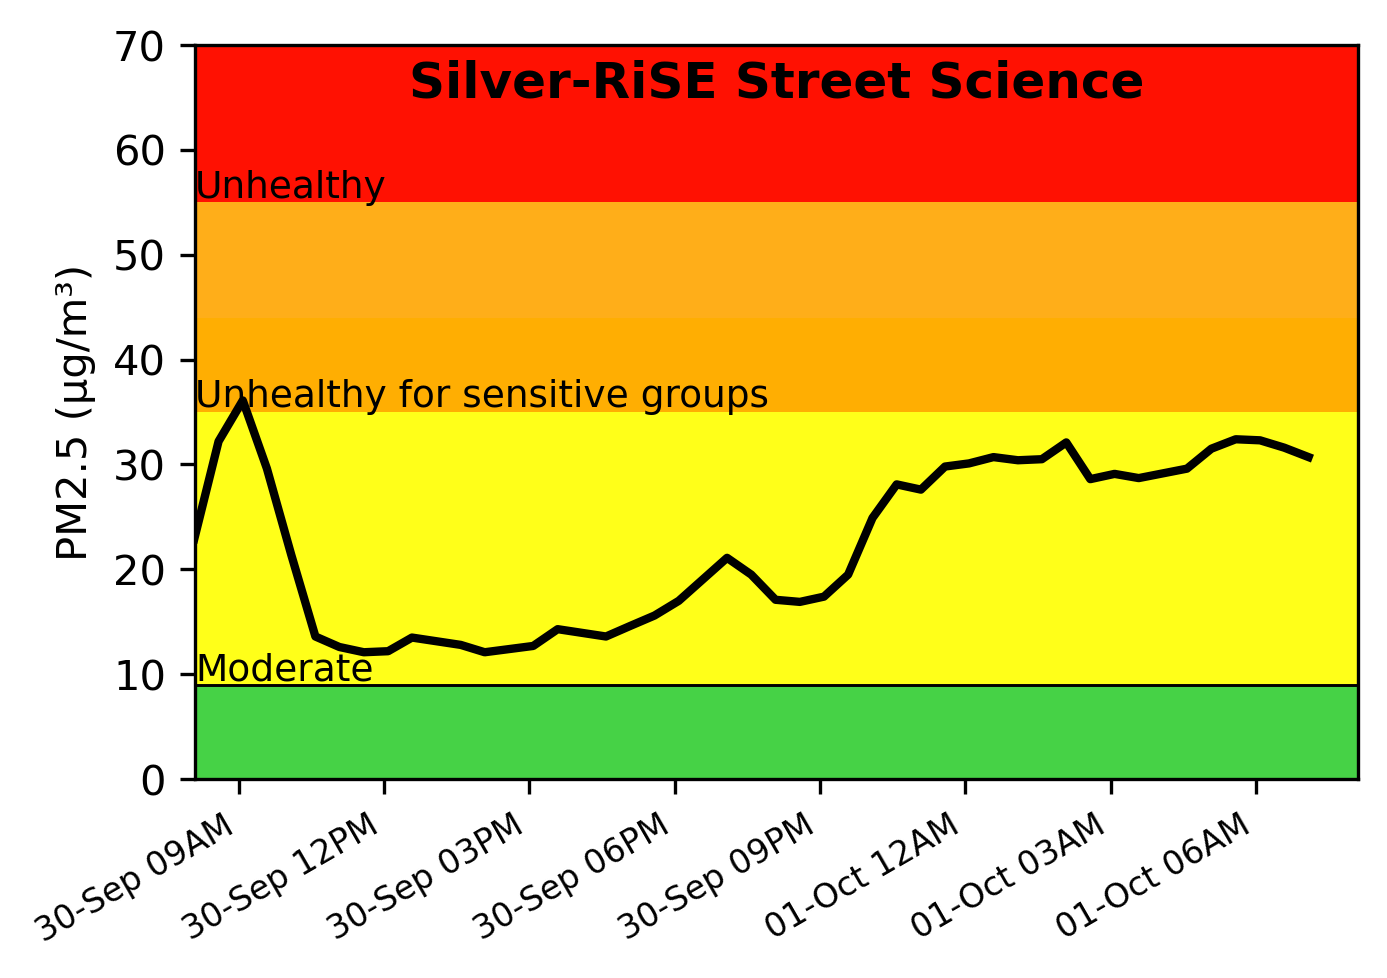 Silver-RiSE Street Science
PM2.5 (µg/m³)
70
60
Unhealthy
50
40
Unhealthy for sensitive groups
30
20
10
Moderate
0
30-Sep 09AM
30-Sep 12PM
30-Sep 03PM
30-Sep 06PM
30-Sep 09PM
01-Oct 12AM
01-Oct 03AM
01-Oct 06AM